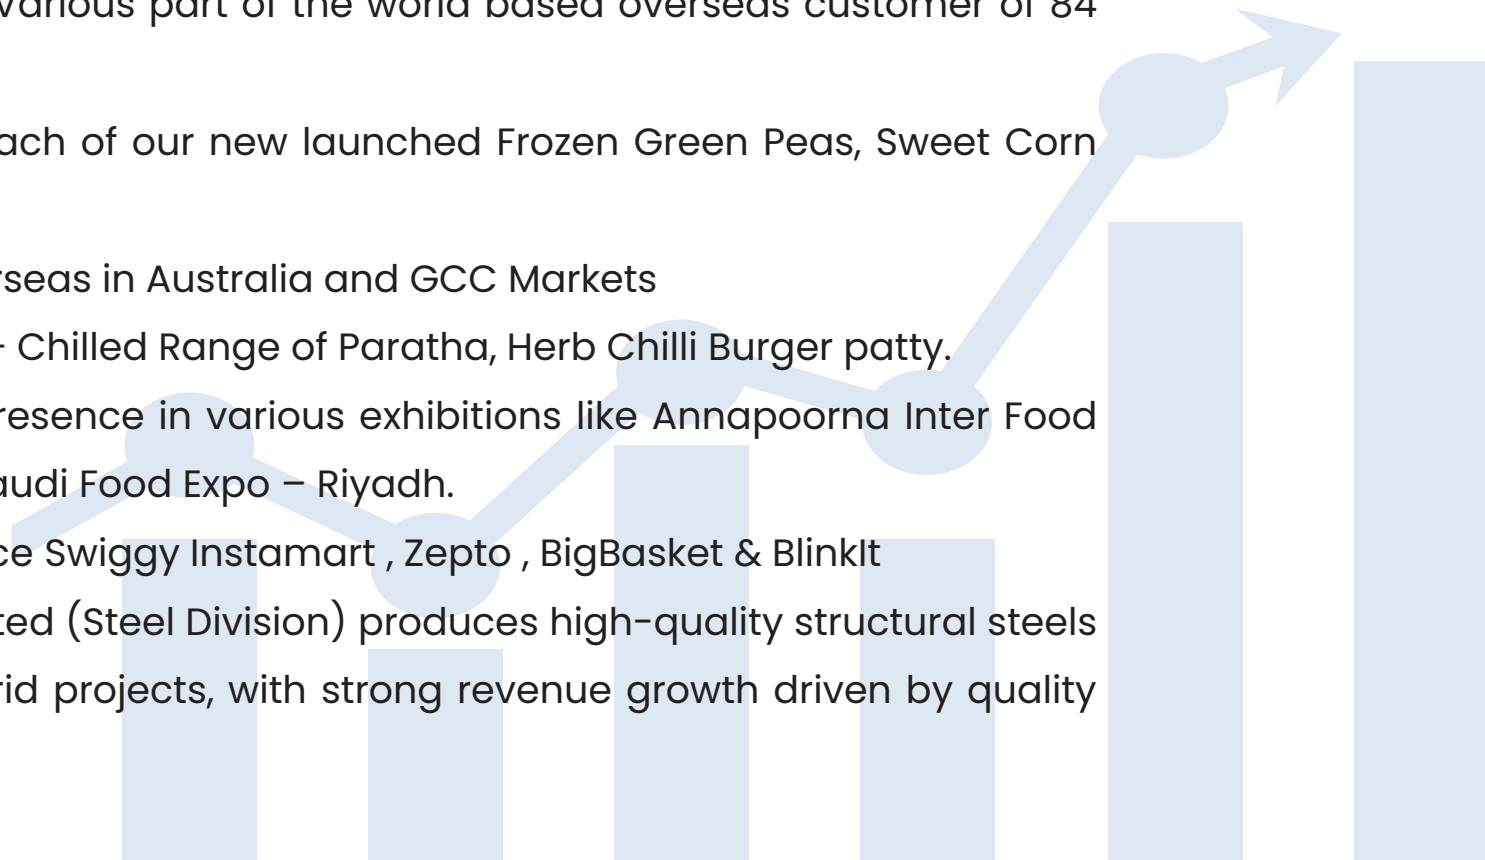 various part of the world based overseas customer of 84
ach of our new launched Frozen Green Peas, Sweet Corn
rseas in Australia and GCC Markets
- Chilled Range of Paratha, Herb Chilli Burger patty.
resence in various exhibitions like Annapoorna Inter Food
audi Food Expo – Riyadh.
ce Swiggy Instamart , Zepto , BigBasket & BlinkIt
ted (Steel Division) produces high-quality structural steels
rid projects, with strong revenue growth driven by quality